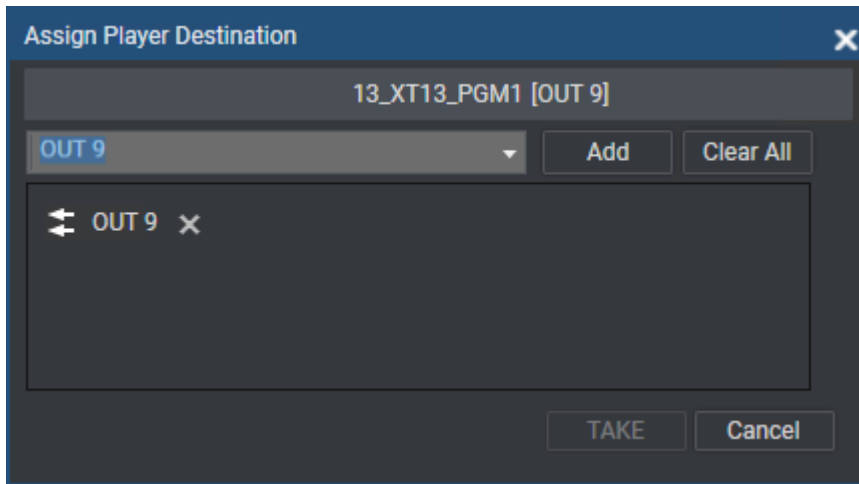 Assign Player Destination
13_XT13_PGM1 [OUT 9]
OUT 9 Add Clear All
OUT 9
TAKE Cancel